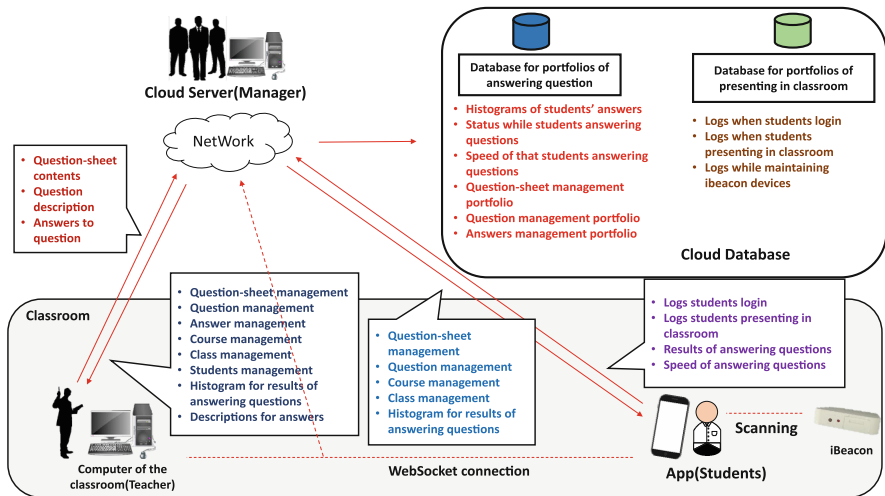 Cloud Server(Manager)
NetWork
Database for portfolios of
answering question
• Histograms of students' answers
• Status while students answering
questions
• Speed of that students answering
questions
• Question-sheet management
portfolio
• Question management portfolio
• Answers management portfolio
Database for portfolios of
presenting in classroom
• Logs when students login
• Logs when students
presenting in classroom
• Logs while maintaining
ibeacon devices
Cloud Database
• Question-sheet
contents
• Question
description
• Answers to
question
Classroom
• Question-sheet management
• Question management
• Answer management
• Course management
• Class management
• Students management
• Histogram for results of
answering questions
• Descriptions for answers
• Question-sheet
management
• Question management
• Course management
• Class management
• Histogram for results of
answering questions
• Logs students login
• Logs students presenting in
classroom
• Results of answering questions
• Speed of answering questions
Computer of the
classroom(Teacher)
WebSocket connection
App(Students)
Scanning
iBeacon